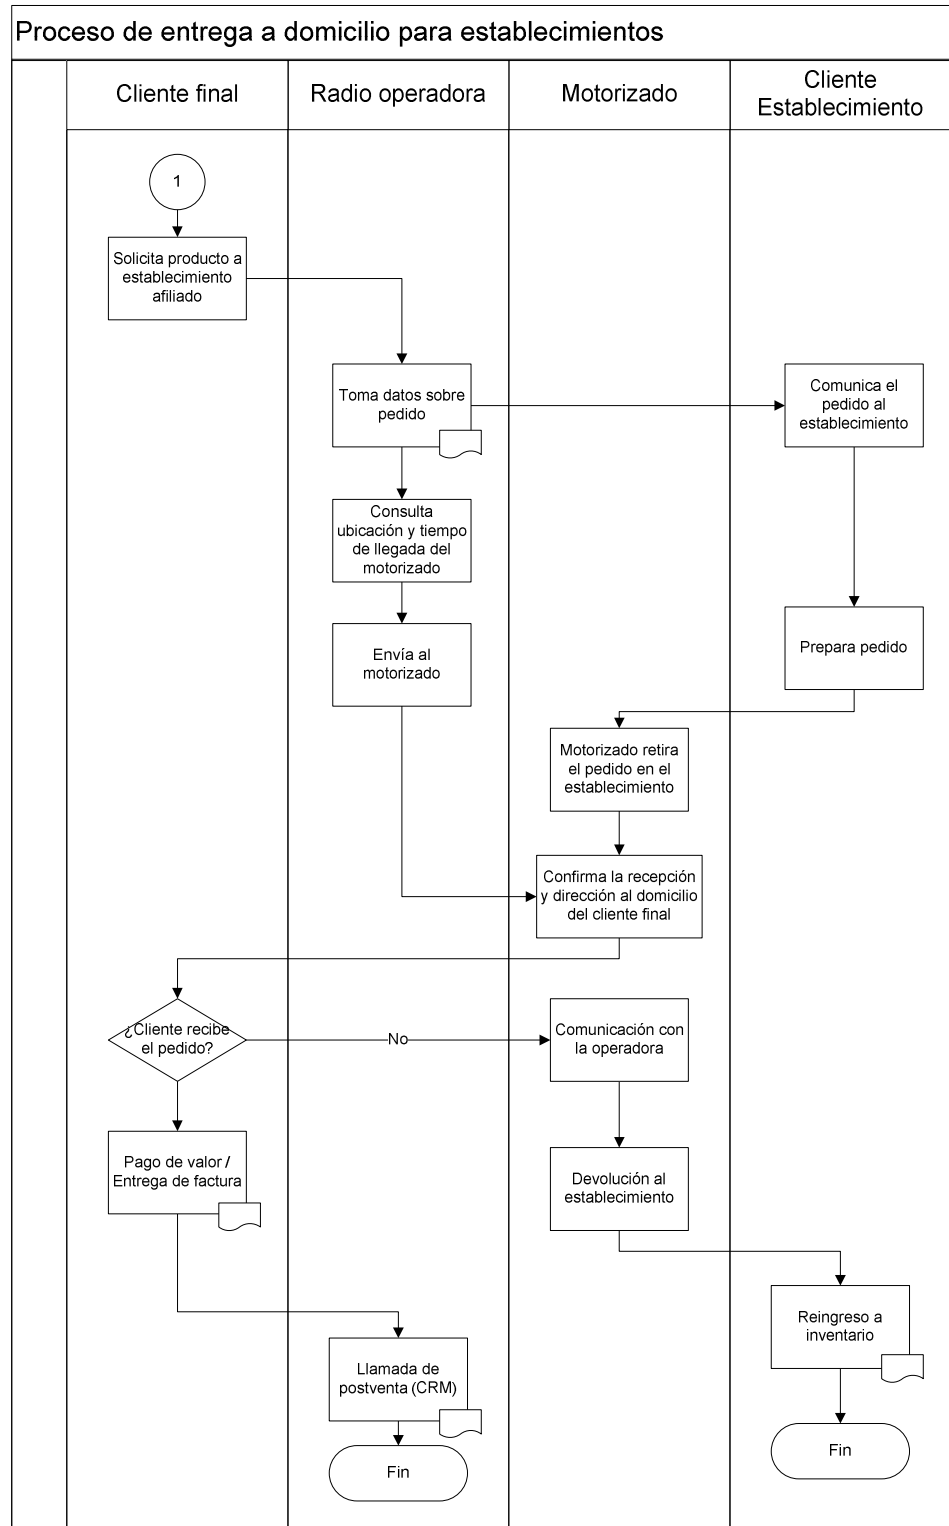 Proceso de entrega a domicilio para establecimientos
Cliente final
Radio operadora
Motorizado
Cliente
Establecimiento
1
Solicita producto a
establecimiento
afiliado
Toma datos sobre
pedido
Comunica el
pedido al
establecimiento
Consulta
ubicación y tiempo
de llegada del
motorizado
Envía al
motorizado
Prepara pedido
Motorizado retira
el pedido en el
establecimiento
Confirma la recepción
y dirección al domicilio
del cliente final
¿Cliente recibe
el pedido?
No
Comunicación con
la operadora
Pago de valor /
Entrega de factura
Devolución al
establecimiento
Reingreso a
inventario
Llamada de
postventa (CRM)
Fin
Fin